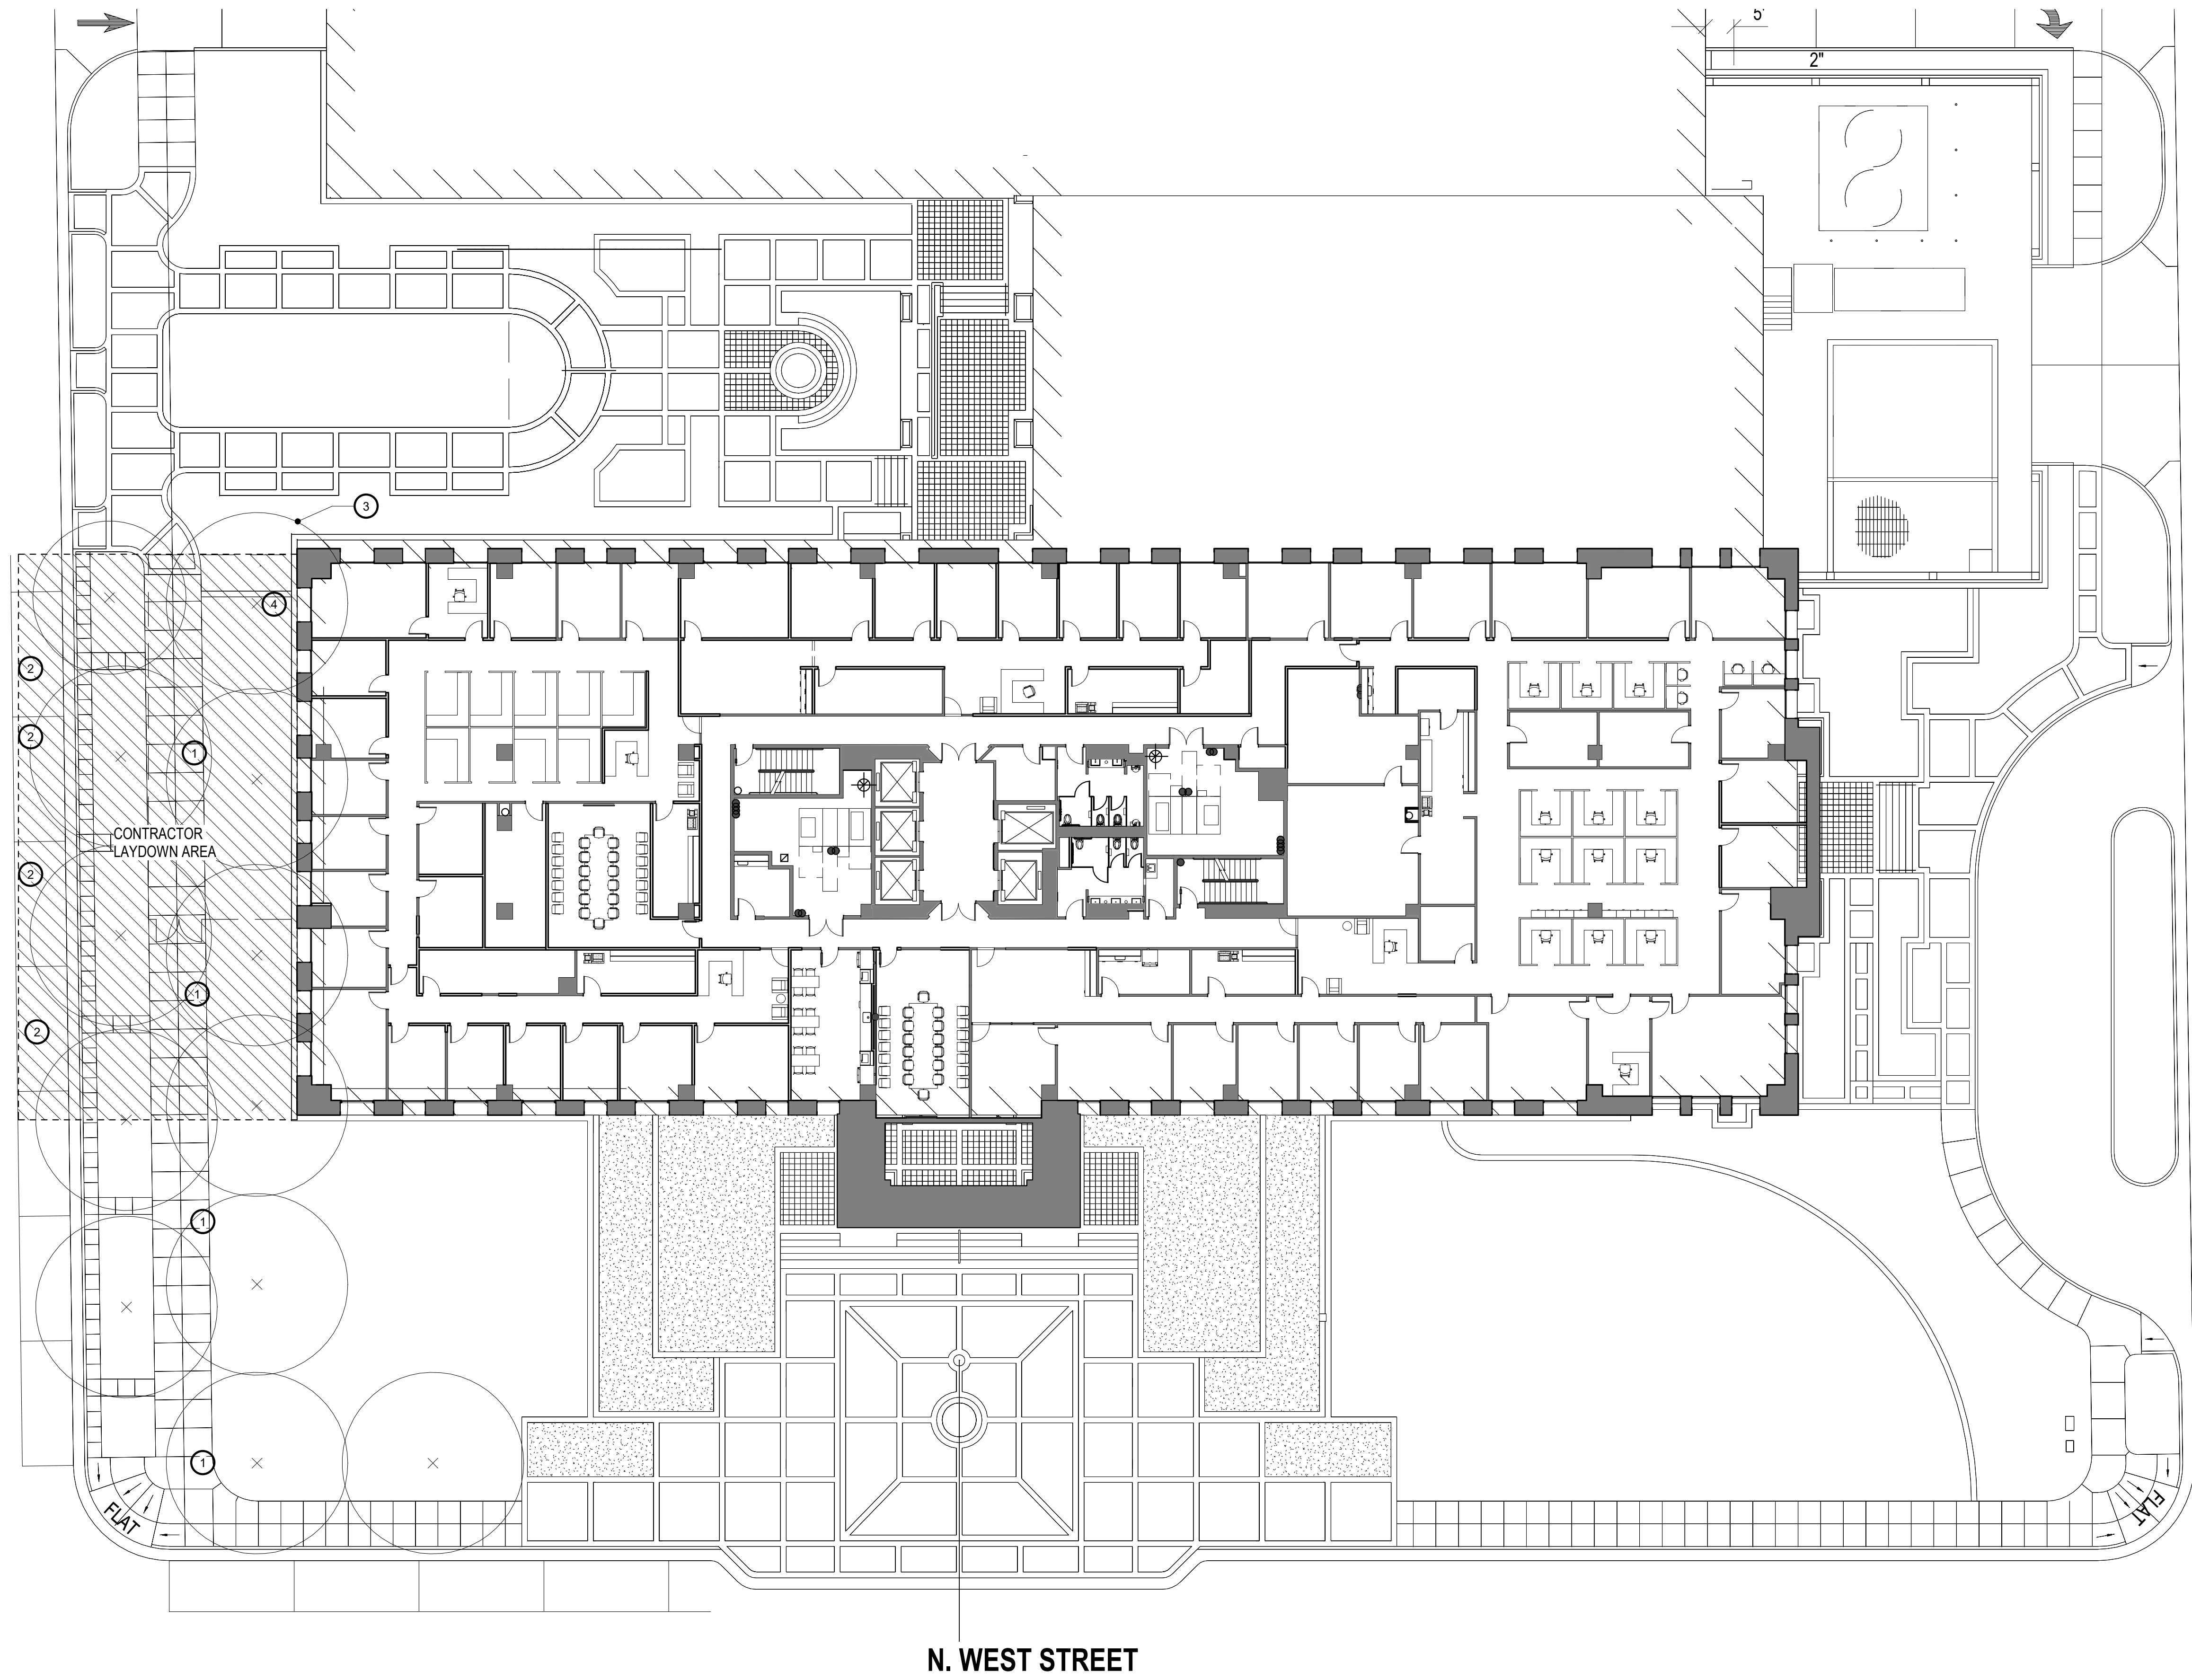 5'
2"
3
4
2
2
1
CONTRACTOR
LAYDOWN AREA
2
1
2
1
1
FLAT
FLAT
N. WEST STREET